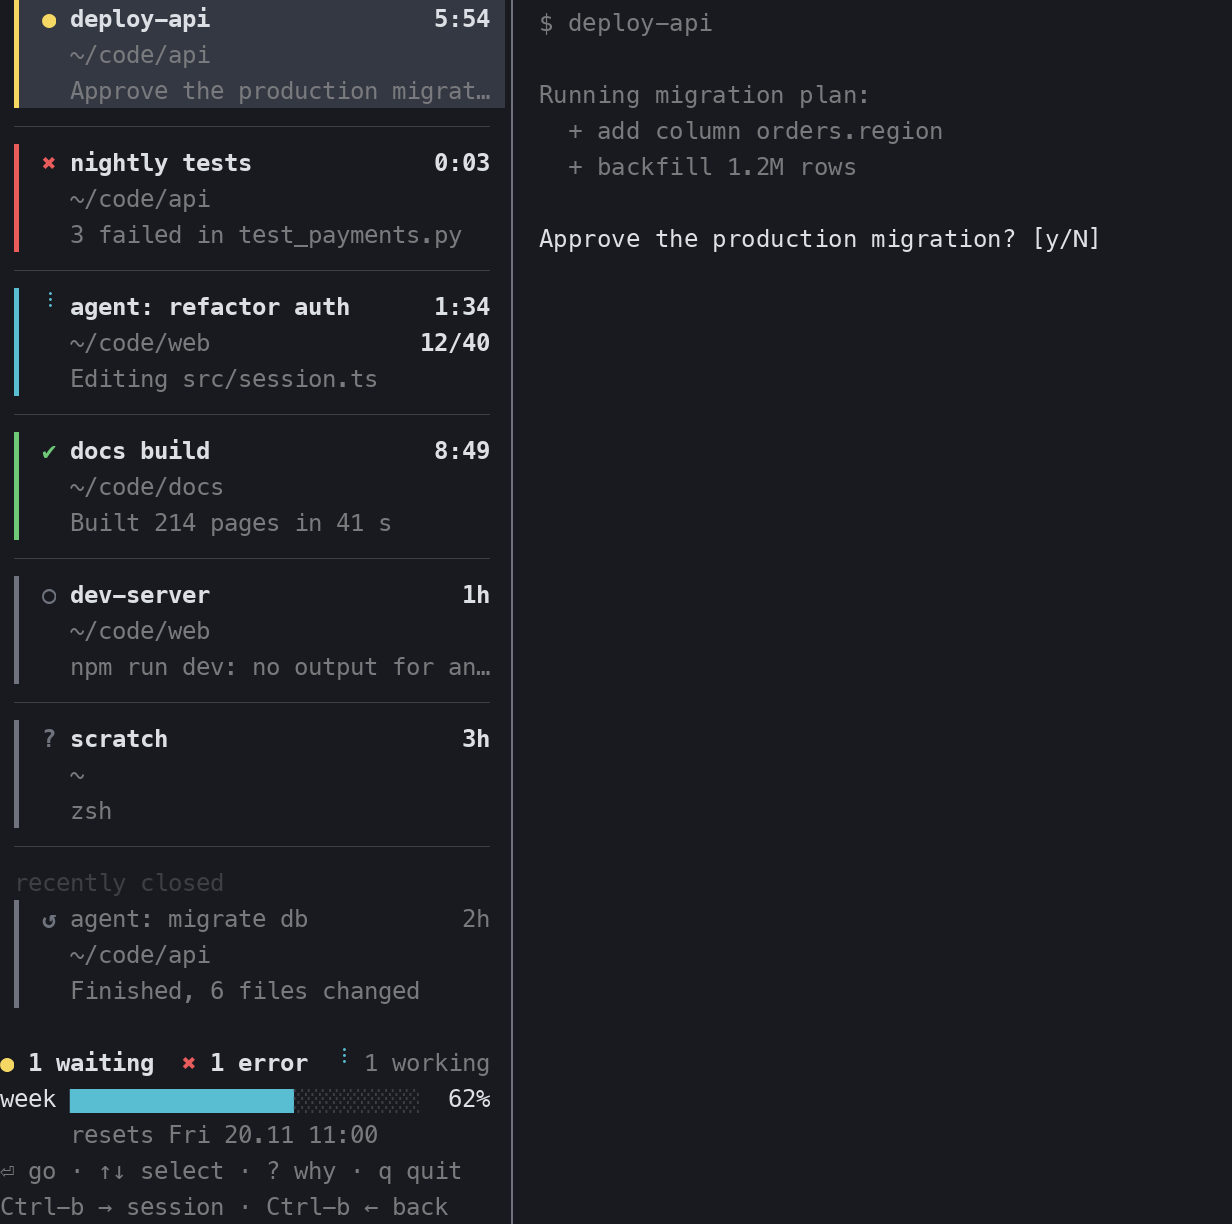 ● deploy-api 5:54
~/code/api
Approve the production migrat…
✖ nightly tests 0:03
~/code/api
3 failed in test_payments.py
⋮ agent: refactor auth 1:34
~/code/web 12/40
Editing src/session.ts
✔ docs build 8:49
~/code/docs
Built 214 pages in 41 s
○ dev-server 1h
~/code/web
npm run dev: no output for an…
? scratch 3h
~
zsh
recently closed
↺ agent: migrate db 2h
~/code/api
Finished, 6 files changed
● 1 waiting ✖ 1 error ⋮ 1 working
week 62%
resets Fri 20.11 11:00
⏎ go · ↑↓ select · ? why · q quit
Ctrl-b → session · Ctrl-b ← back
$ deploy-api
Running migration plan:
+ add column orders.region
+ backfill 1.2M rows
Approve the production migration? [y/N]